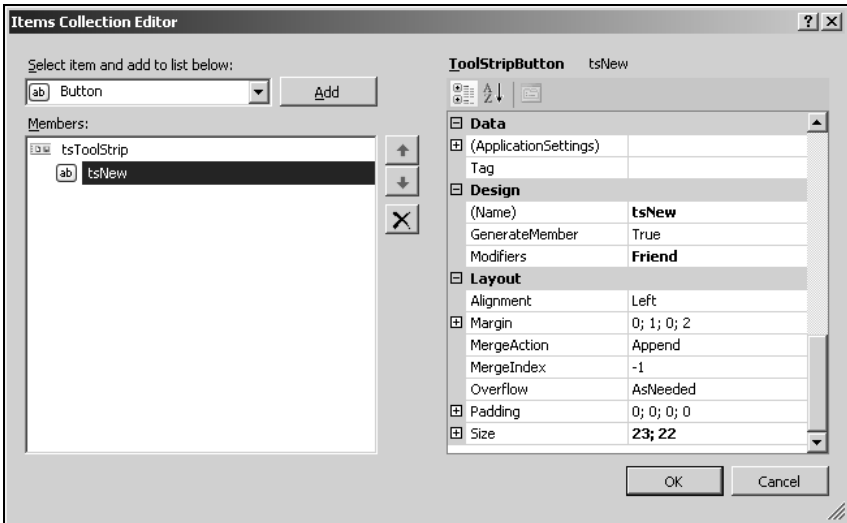 Items Collection Editor
Select item and add to list below:
ab Button
Add
Members:
tsToolStrip
ab tsNew
ToolStripButton tsNew
Data
(ApplicationSettings)
Tag
Design
(Name) tsNew
GenerateMember True
Modifiers Friend
Layout
Alignment Left
Margin 0; 1; 0; 2
MergeAction Append
MergeIndex -1
Overflow AsNeeded
Padding 0; 0; 0; 0
Size 23; 22
OK Cancel